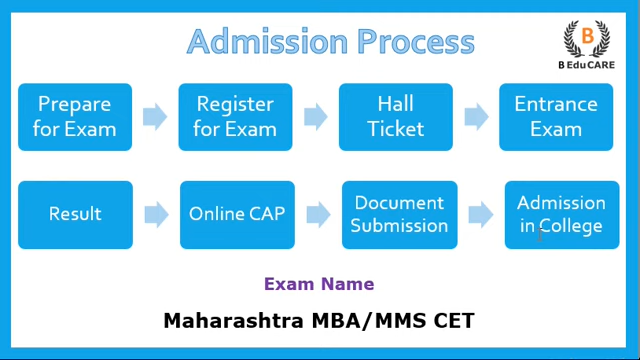 Admission Process
B
B EduCARE
Prepare
for Exam
Register
for Exam
Hall
Ticket
Entrance
Exam
Result
Online CAP
Document
Submission
Admission
in College
Exam Name
Maharashtra MBA/MMS CET